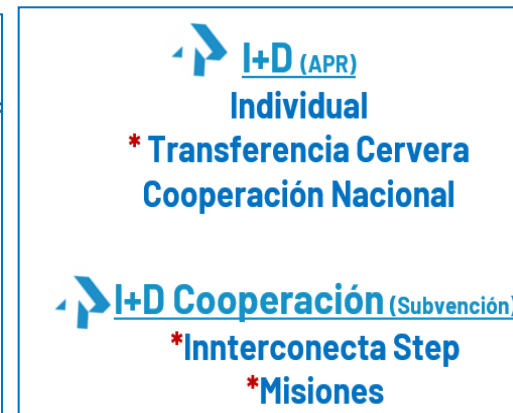 I+D (APR)
Individual
* Transferencia Cervera
Cooperación Nacional
I+D Cooperación (Subvención)
*Innterconecta Step
*Misiones